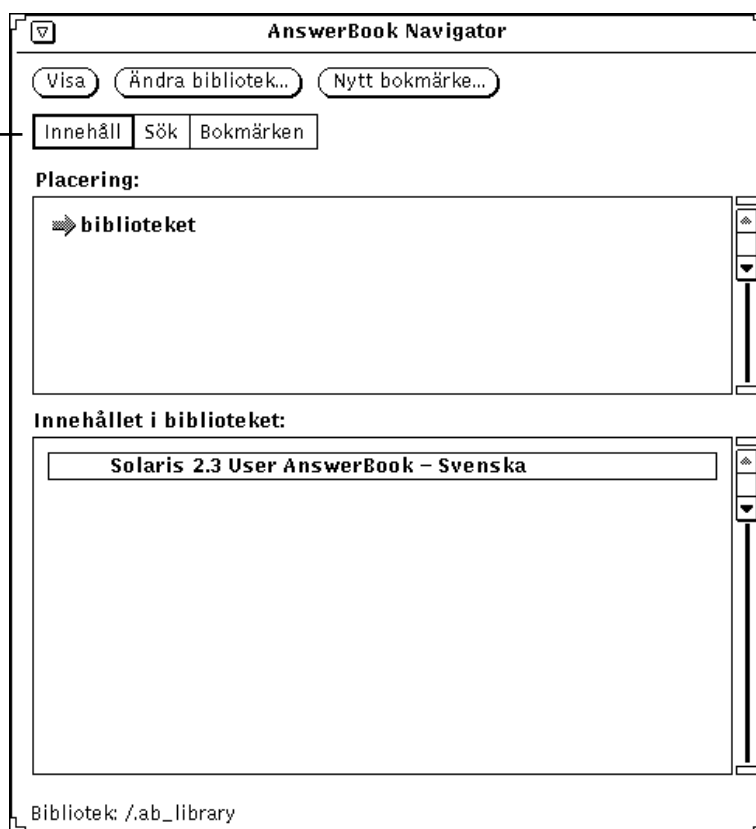 AnswerBook Navigator
Visa Ändra bibliotek... Nytt bokmärke...
Innehåll Sök Bokmärken
Placering:
biblioteket
Innehållet i biblioteket:
Solaris 2.3 User AnswerBook – Svenska
Bibliotek: /.ab_library